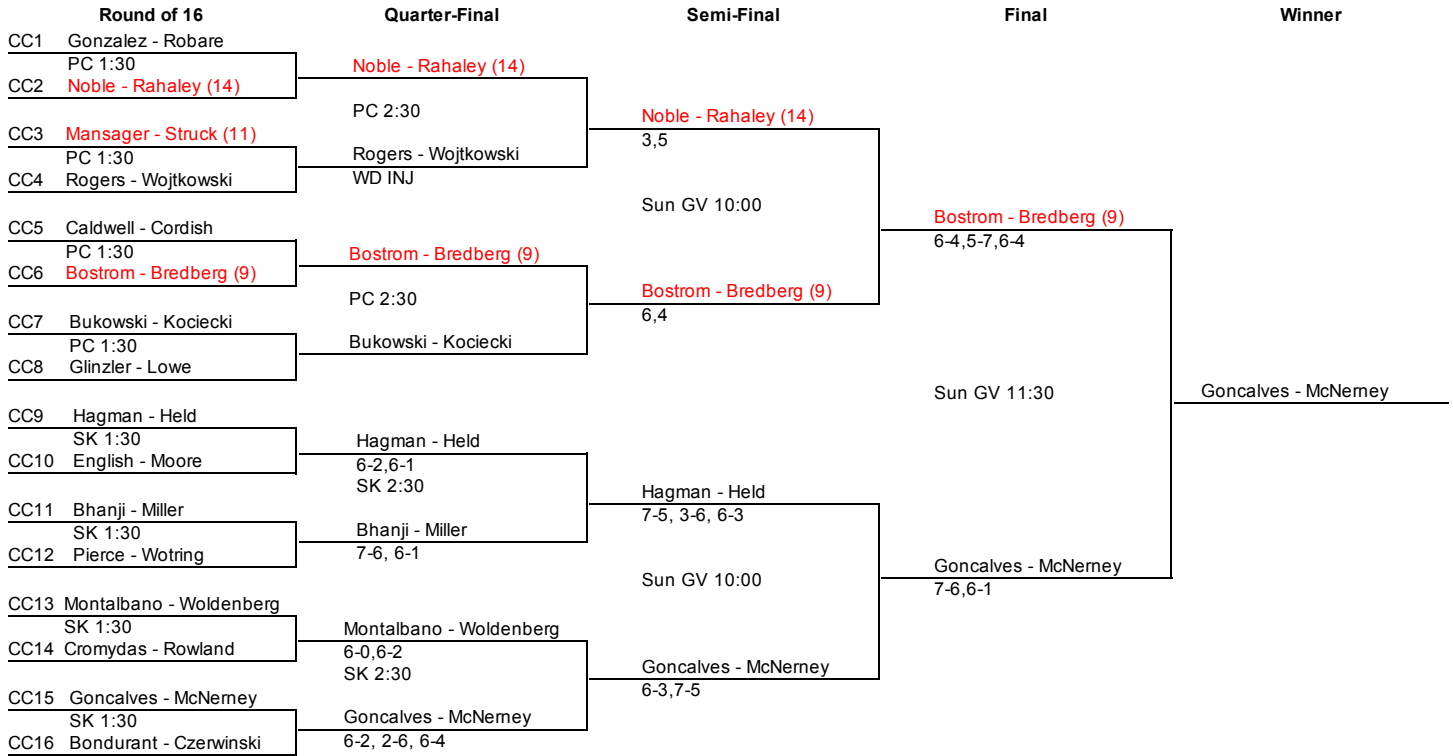 Round of 16
Quarter-Final
Semi-Final
Final
Winner
CC1 Gonzalez - Robare
PC 1:30
CC2 Noble - Rahaley (14)
CC3 Mansager - Struck (11)
PC 1:30
CC4 Rogers - Wojtkowski
CC5 Caldwell - Cordish
PC 1:30
CC6 Bostrom - Bredberg (9)
CC7 Bukowski - Kociecki
PC 1:30
CC8 Glinzler - Lowe
CC9 Hagman - Held
SK 1:30
CC10 English - Moore
CC11 Bhanji - Miller
SK 1:30
CC12 Pierce - Wotring
CC13 Montalbano - Woldenberg
SK 1:30
CC14 Cromydas - Rowland
CC15 Goncalves - McNerney
SK 1:30
CC16 Bondurant - Czerwinski
Noble - Rahaley (14)
PC 2:30
Rogers - Wojtkowski
WD INJ
Bostrom - Bredberg (9)
PC 2:30
Bukowski - Kociecki
Hagman - Held
6-2,6-1
SK 2:30
Bhanji - Miller
7-6, 6-1
Montalbano - Woldenberg
6-0,6-2
SK 2:30
Goncalves - McNerney
6-2, 2-6, 6-4
Noble - Rahaley (14)
3,5
Sun GV 10:00
Bostrom - Bredberg (9)
6,4
Hagman - Held
7-5, 3-6, 6-3
Sun GV 10:00
Goncalves - McNerney
6-3,7-5
Bostrom - Bredberg (9)
6-4,5-7,6-4
Sun GV 11:30
Goncalves - McNerney
7-6,6-1
Goncalves - McNerney